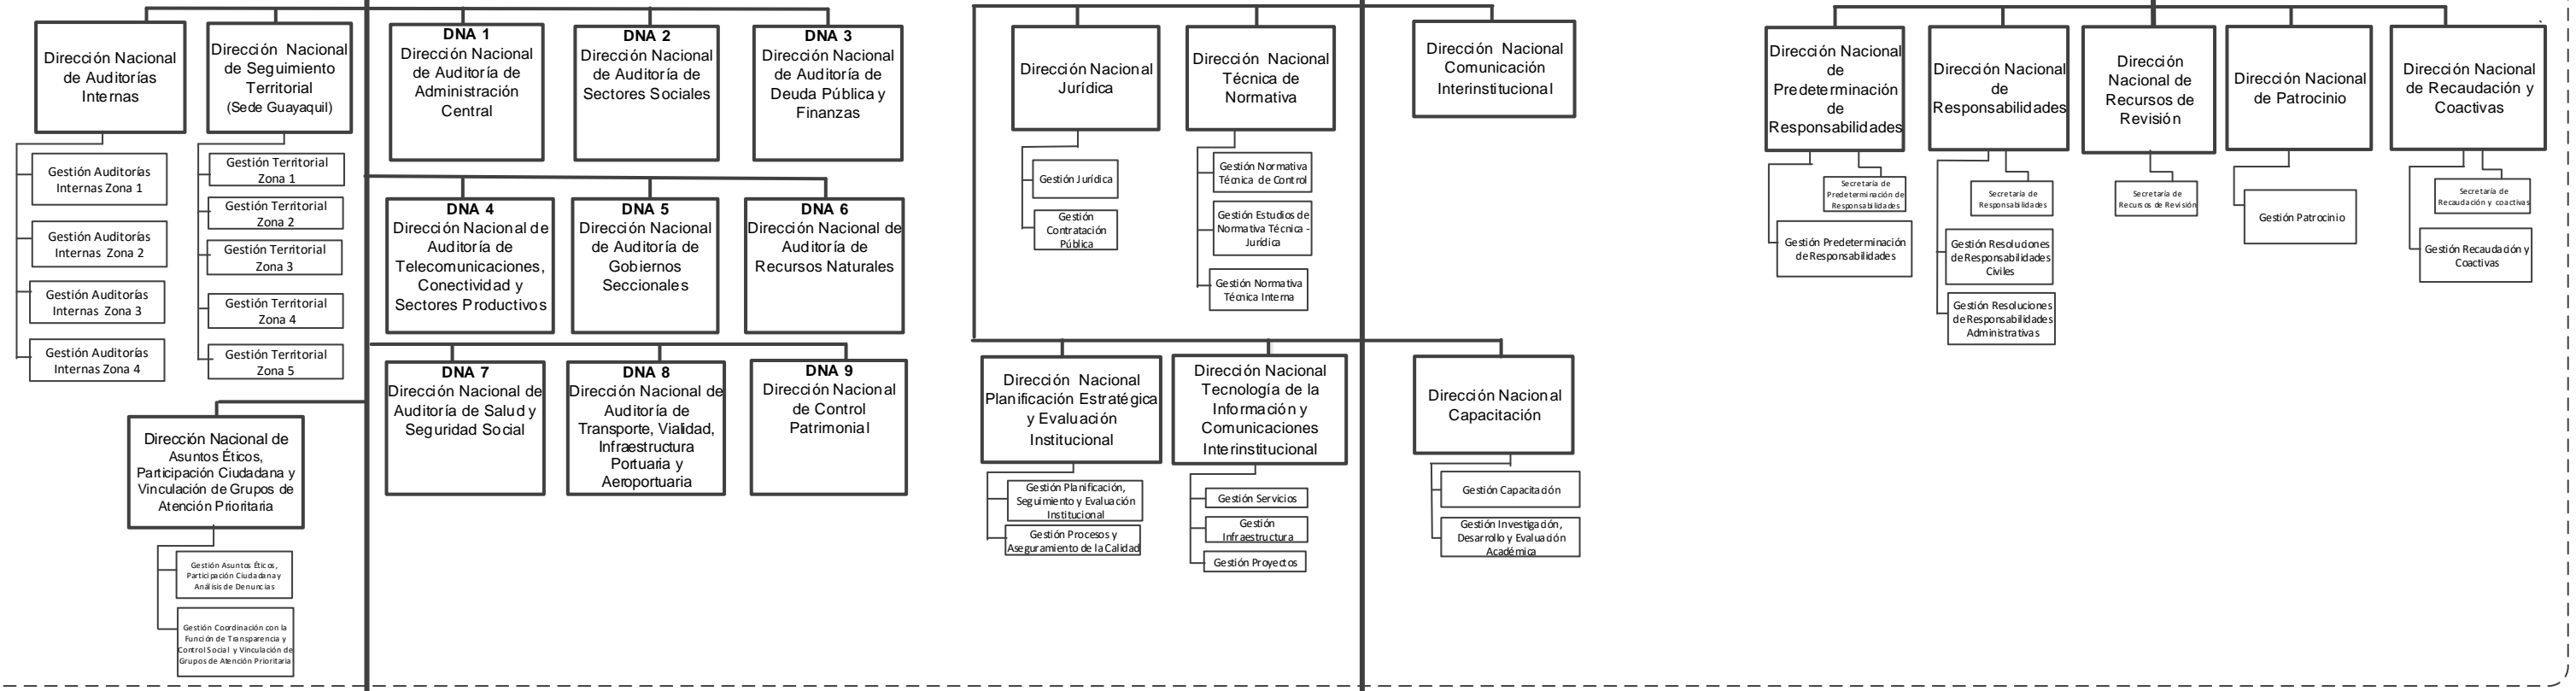 Dirección Nacional
de Auditorías
Internas
Gestión Auditorías
Internas Zona 1
Gestión Auditorías
Internas Zona 2
Gestión Auditorías
Internas Zona 3
Gestión Auditorías
Internas Zona 4
Dirección Nacional
de Seguimiento
Territorial
(Sede Guayaquil)
Gestión Territorial
Zona 1
Gestión Territorial
Zona 2
Gestión Territorial
Zona 3
Gestión Territorial
Zona 4
Gestión Territorial
Zona 5
Dirección Nacional de
Asuntos Éticos,
Participación Ciudadana y
Vinculación de Grupos de
Atención Prioritaria
Gestión Asuntos Éticos,
Participación Ciudadana y
Análisis de Denuncias
Gestión Coordinación con la
Función de Transparencia y
Control Social y Vinculación de
Grupos de Atención Prioritaria
DNA 1
Dirección Nacional
de Auditoría de
Administración
Central
DNA 2
Dirección Nacional
de Auditoría de
Sectores Sociales
DNA 3
Dirección Nacional
de Auditoría de
Deuda Pública y
Finanzas
DNA 4
Dirección Nacional de
Auditoría de
Telecomunicaciones,
Conectividad y
Sectores Productivos
DNA 5
Dirección Nacional
de Auditoría de
Gobiernos
Seccionales
DNA 6
Dirección Nacional de
Auditoría de
Recursos Naturales
DNA 7
Dirección Nacional de
Auditoría de Salud y
Seguridad Social
DNA 8
Dirección Nacional de
Auditoría de
Transporte, Vialidad,
Infraestructura
Portuaria y
Aeroportuaria
DNA 9
Dirección Nacional
de Control
Patrimonial
Dirección Nacional
Jurídica
Gestión Jurídica
Gestión
Contratación
Pública
Dirección Nacional
Técnica de
Normativa
Gestión Normativa
Técnica de Control
Gestión Estudios de
Normativa Técnica -
Jurídica
Gestión Normativa
Técnica Interna
Dirección Nacional
Comunicación
Interinstitucional
Dirección Nacional
Planificación Estratégica
y Evaluación
Institucional
Gestión Planificación,
Seguimiento y Evaluación
Institucional
Gestión Procesos y
Aseguramiento de la Calidad
Dirección Nacional
Tecnología de la
Información y
Comunicaciones
Interinstitucional
Gestión Servicios
Gestión
Infraestructura
Gestión Proyectos
Dirección Nacional
Capacitación
Gestión Capacitación
Gestión Investigación,
Desarrollo y Evaluación
Académica
Dirección Nacional
de
Predeterminación
de
Responsabilidades
Secretaría de
Predeterminación de
Responsabilidades
Gestión Predeterminación
de Responsabilidades
Dirección Nacional
de
Responsabilidades
Secretaría de
Responsabilidades
Gestión Resoluciones
de Responsabilidades
Civiles
Gestión Resoluciones
de Responsabilidades
Administrativas
Dirección
Nacional de
Recursos de
Revisión
Secretaría de
Recursos de Revisión
Dirección Nacional
de Patrocinio
Gestión Patrocinio
Dirección Nacional
de Recaudación y
Coactivas
Secretaría de
Recaudación y coactivas
Gestión Recaudación y
Coactivas